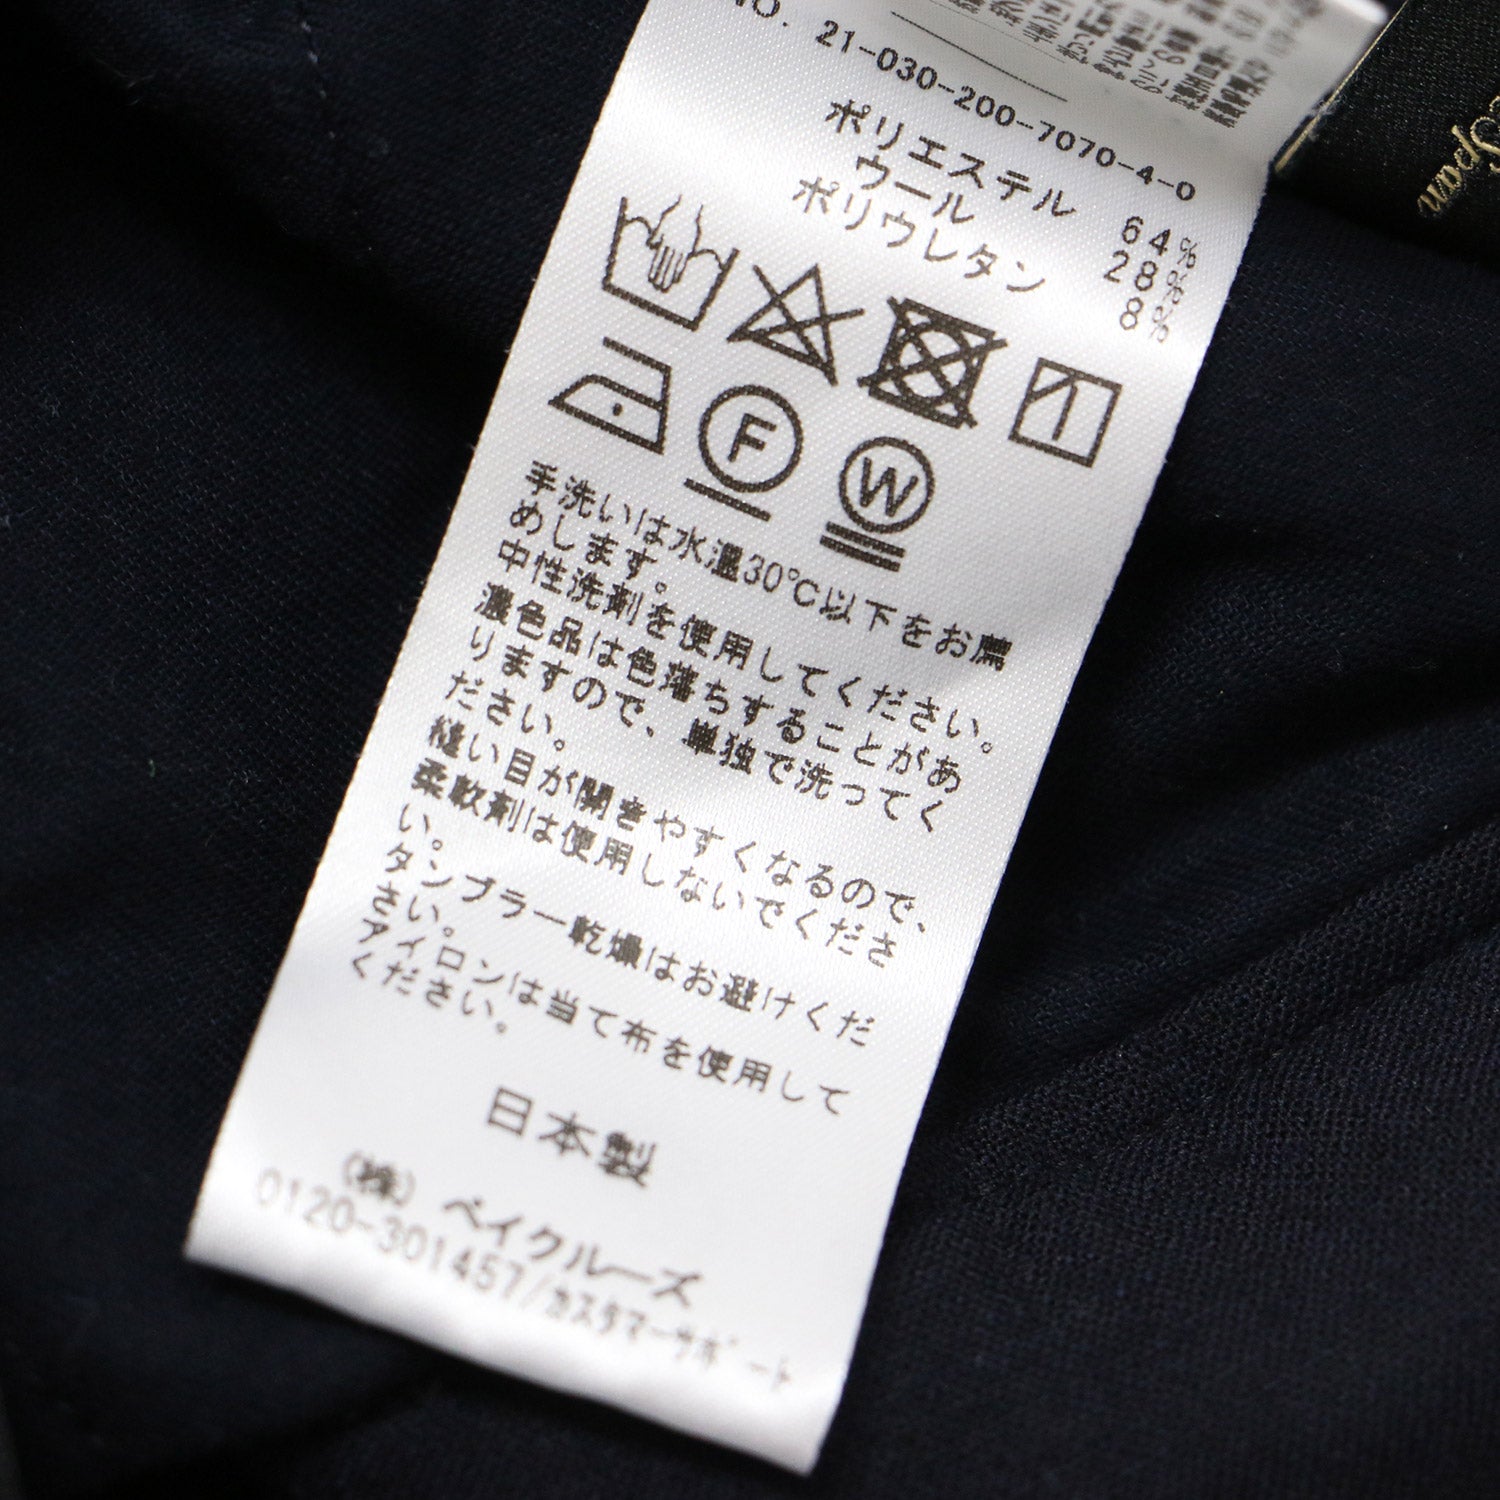 NO. 21-030-200-7070-4-0
ポリエステル 64%
ウール 28%
ポリウレタン 8%
F
W
手洗いは水温30℃以下をお薦
めします。
中性洗剤を使用してください。
濃色品は色落ちすることがあ
りますので、単独で洗ってく
ださい。
縫い目が開きやすくなるので、
柔軟剤は使用しないでくださ
い。
タンブラー乾燥はお避けくだ
さい。
アイロンは当て布を使用して
ください。
日本製
(株) ベイクルーズ
0120-301457/カスタマーサポート
Span